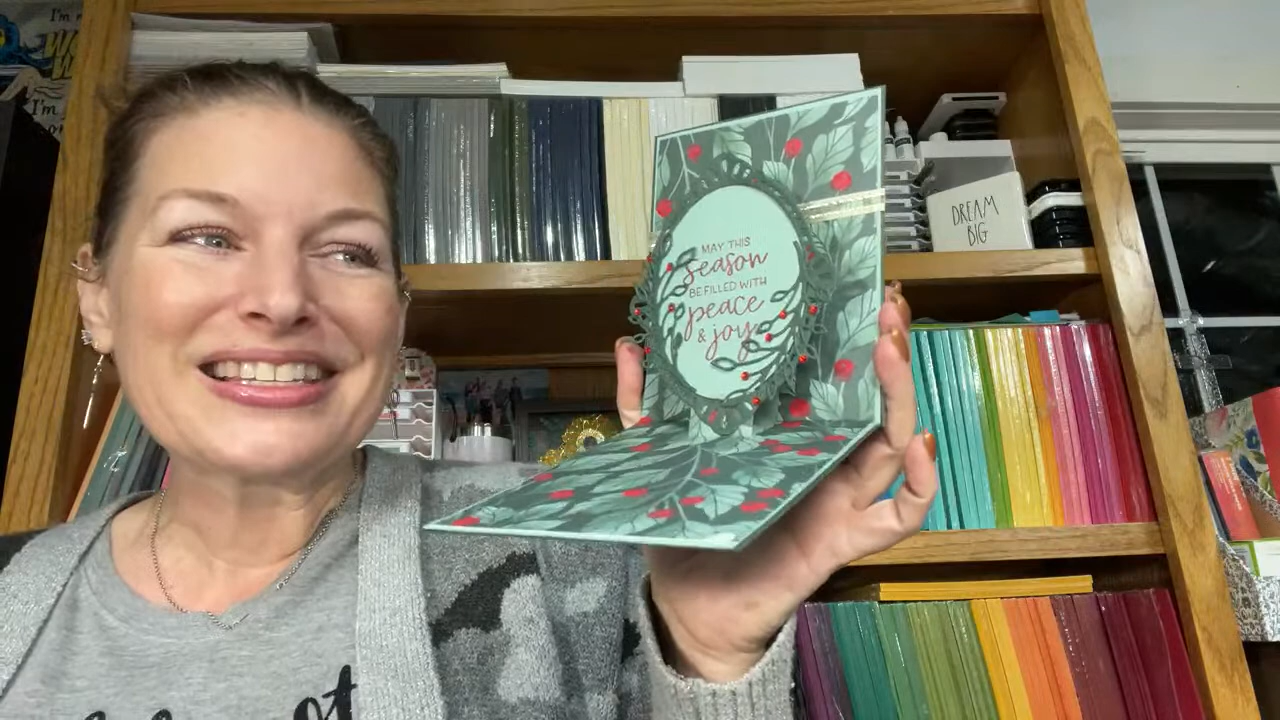 I'm n
I'm
MAY THIS
season
BE FILLED WITH
peace
& joy
DREAM
BIG